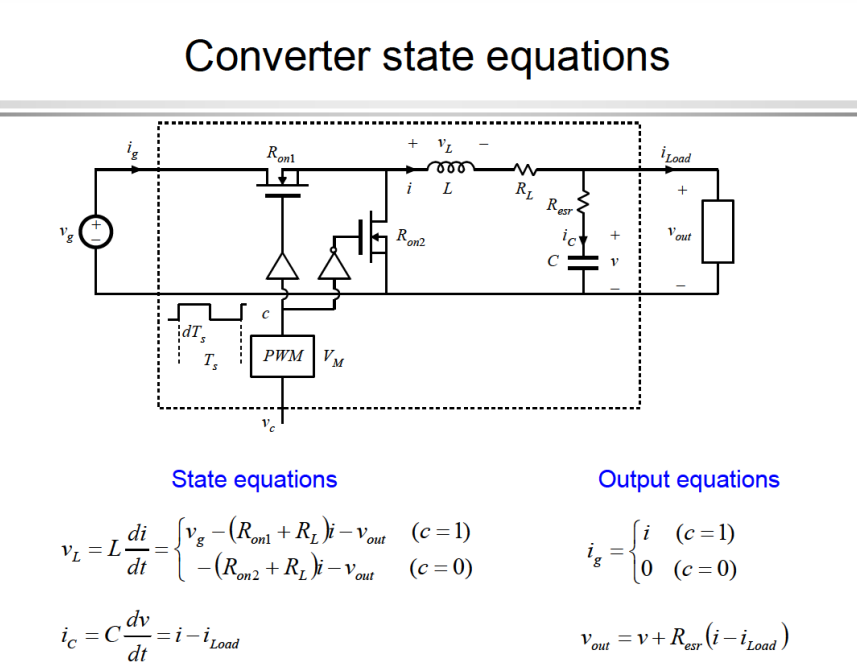 Converter state equations
i_g
R_on1
+ v_L −
i_Load
i L
R_L
+
R_esr
v_g
+
−
R_on2
i_C
+
v_out
C
v
−
−
c
dT_s
T_s
PWM
V_M
v_c
State equations
Output equations
v_L = L di/dt = { v_g − (R_on1 + R_L)i − v_out (c = 1)
− (R_on2 + R_L)i − v_out (c = 0)
i_g = { i (c = 1)
0 (c = 0)
i_C = C dv/dt = i − i_Load
v_out = v + R_esr (i − i_Load)